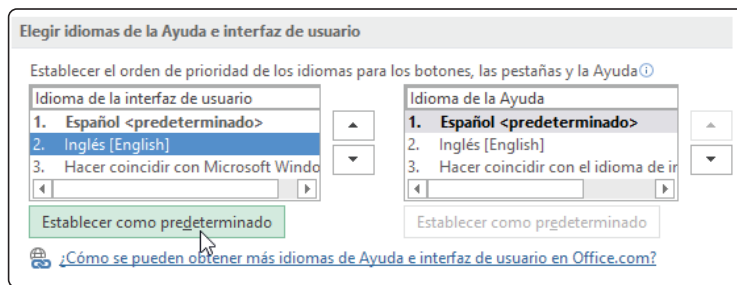 Elegir idiomas de la Ayuda e interfaz de usuario
Establecer el orden de prioridad de los idiomas para los botones, las pestañas y la Ayuda
Idioma de la interfaz de usuario
1. Español <predeterminado>
2. Inglés [English]
3. Hacer coincidir con Microsoft Windo
Establecer como predeterminado
Idioma de la Ayuda
1. Español <predeterminado>
2. Inglés [English]
3. Hacer coincidir con el idioma de ir
Establecer como predeterminado
¿Cómo se pueden obtener más idiomas de Ayuda e interfaz de usuario en Office.com?